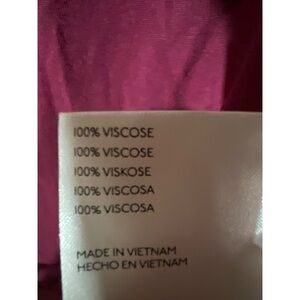 100% VISCOSE
100% VISCOSE
100% VISKOSE
100% VISCOSA
100% VISCOSA
MADE IN VIETNAM
HECHO EN VIETNAM